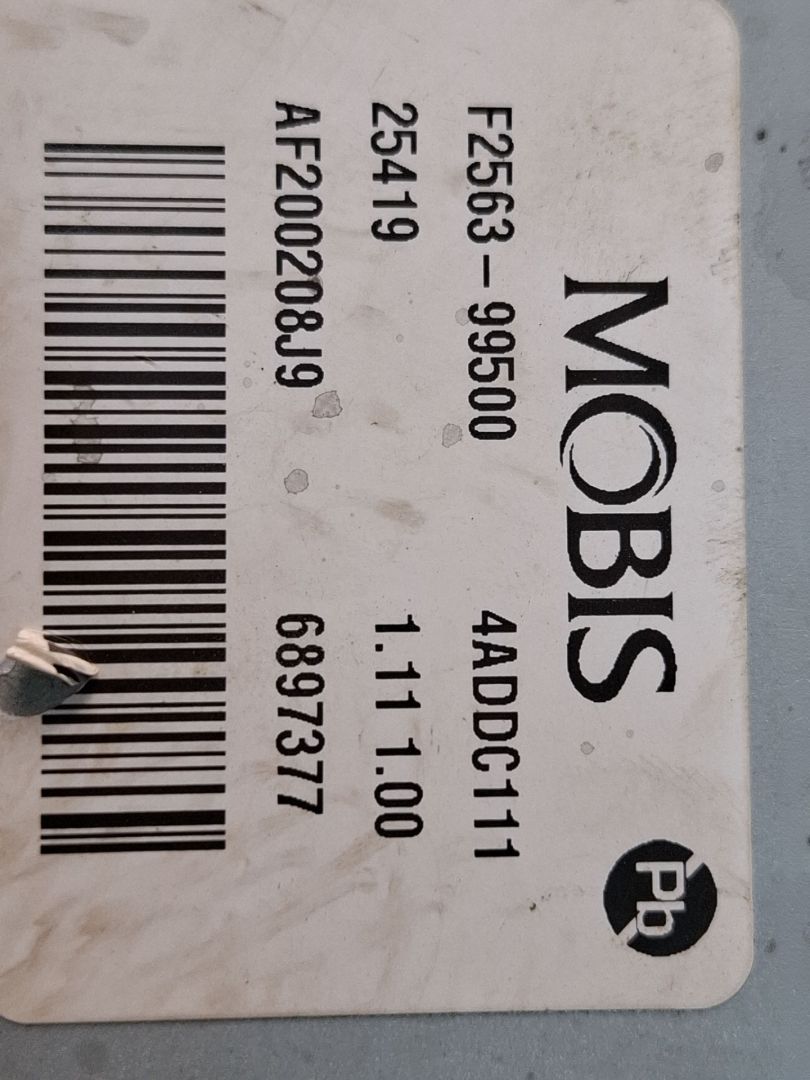 MOBIS
Pb
F2563-99500 4ADDC111
25419 1.11 1.00
AF200208J9 6897377